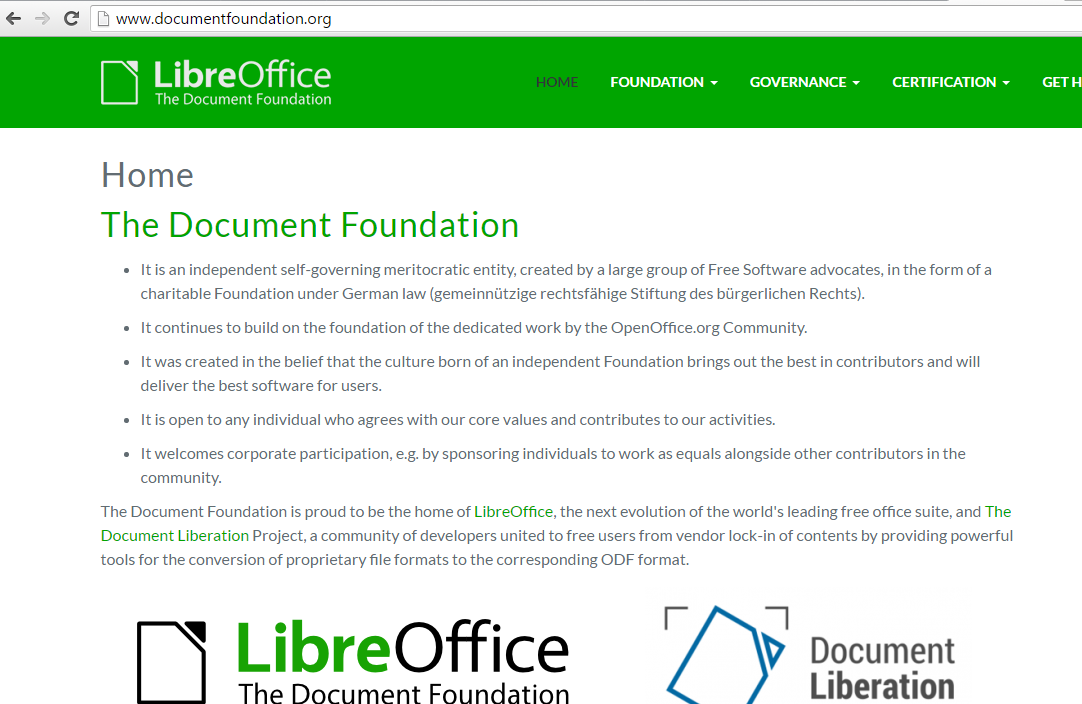 www.documentfoundation.org
LibreOffice
The Document Foundation
HOME
FOUNDATION
GOVERNANCE
CERTIFICATION
GET H
Home
The Document Foundation
It is an independent self-governing meritocratic entity, created by a large group of Free Software advocates, in the form of a
charitable Foundation under German law (gemeinnützige rechtsfähige Stiftung des bürgerlichen Rechts).
It continues to build on the foundation of the dedicated work by the OpenOffice.org Community.
It was created in the belief that the culture born of an independent Foundation brings out the best in contributors and will
deliver the best software for users.
It is open to any individual who agrees with our core values and contributes to our activities.
It welcomes corporate participation, e.g. by sponsoring individuals to work as equals alongside other contributors in the
community.
The Document Foundation is proud to be the home of LibreOffice, the next evolution of the world's leading free office suite, and The
Document Liberation Project, a community of developers united to free users from vendor lock-in of contents by providing powerful
tools for the conversion of proprietary file formats to the corresponding ODF format.
LibreOffice
The Document Foundation
Document
Liberation